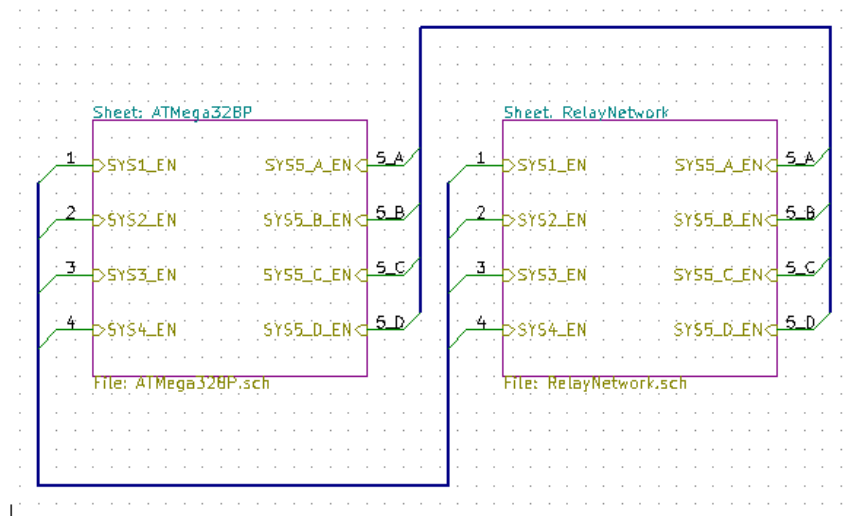 Sheet: ATMega328P
Sheet: RelayNetwork
1 SYS1_EN SYS5_A_EN 5_A
1 SYS1_EN SYS5_A_EN 5_A
2 SYS2_EN SYS5_B_EN 5_B
2 SYS2_EN SYS5_B_EN 5_B
3 SYS3_EN SYS5_C_EN 5_C
3 SYS3_EN SYS5_C_EN 5_C
4 SYS4_EN SYS5_D_EN 5_D
4 SYS4_EN SYS5_D_EN 5_D
File: ATMega328P.sch
File: RelayNetwork.sch